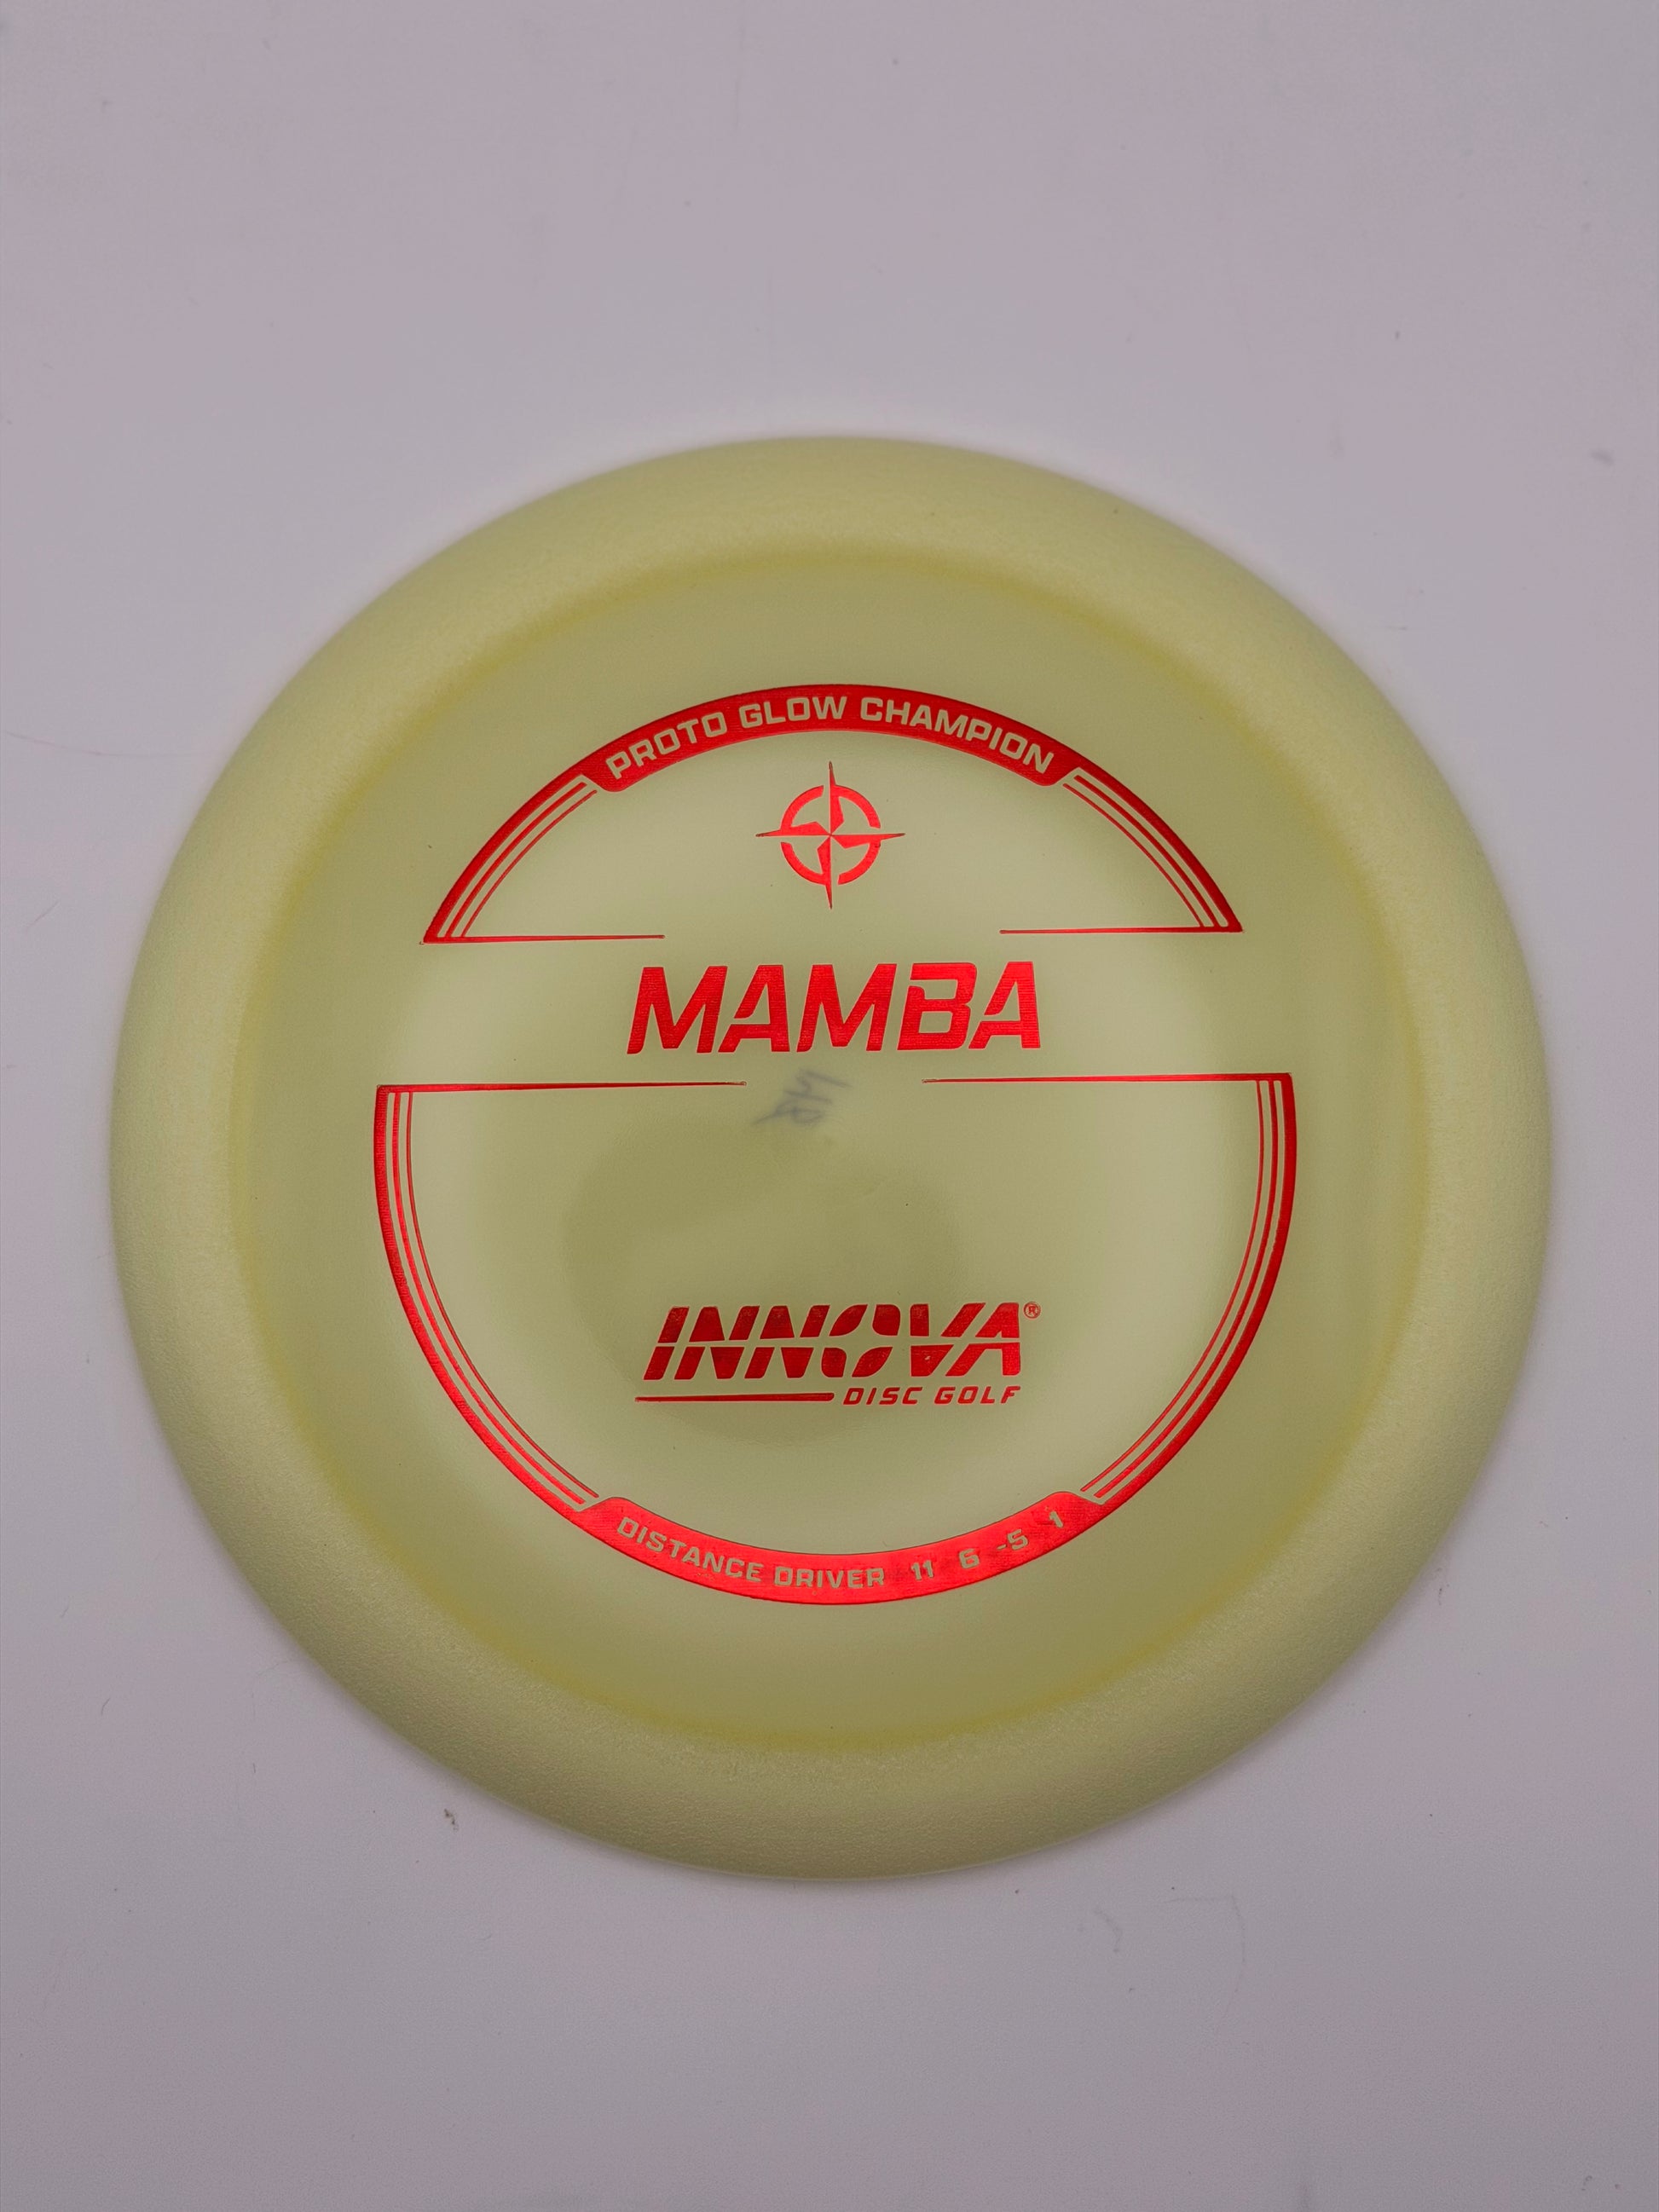 PROTO GLOW CHAMPION
MAMBA
INNOVA®
DISC GOLF
DISTANCE DRIVER 11 6 -5 1